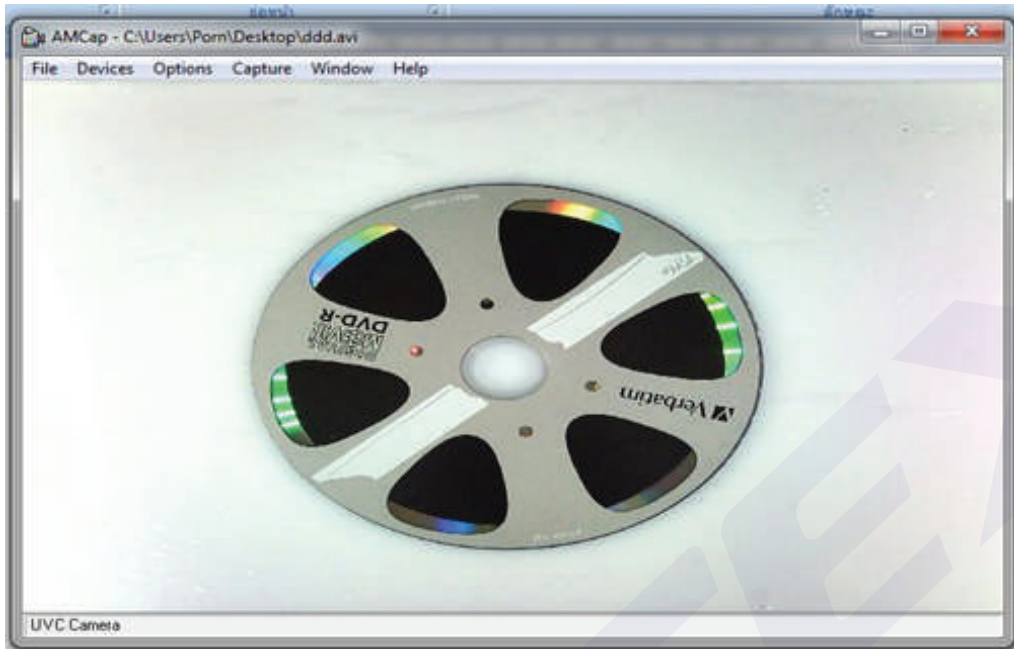 AMCap - C:\Users\Porn\Desktop\ddd.avi
File Devices Options Capture Window Help
DVD-R
Verbatim
UVC Camera